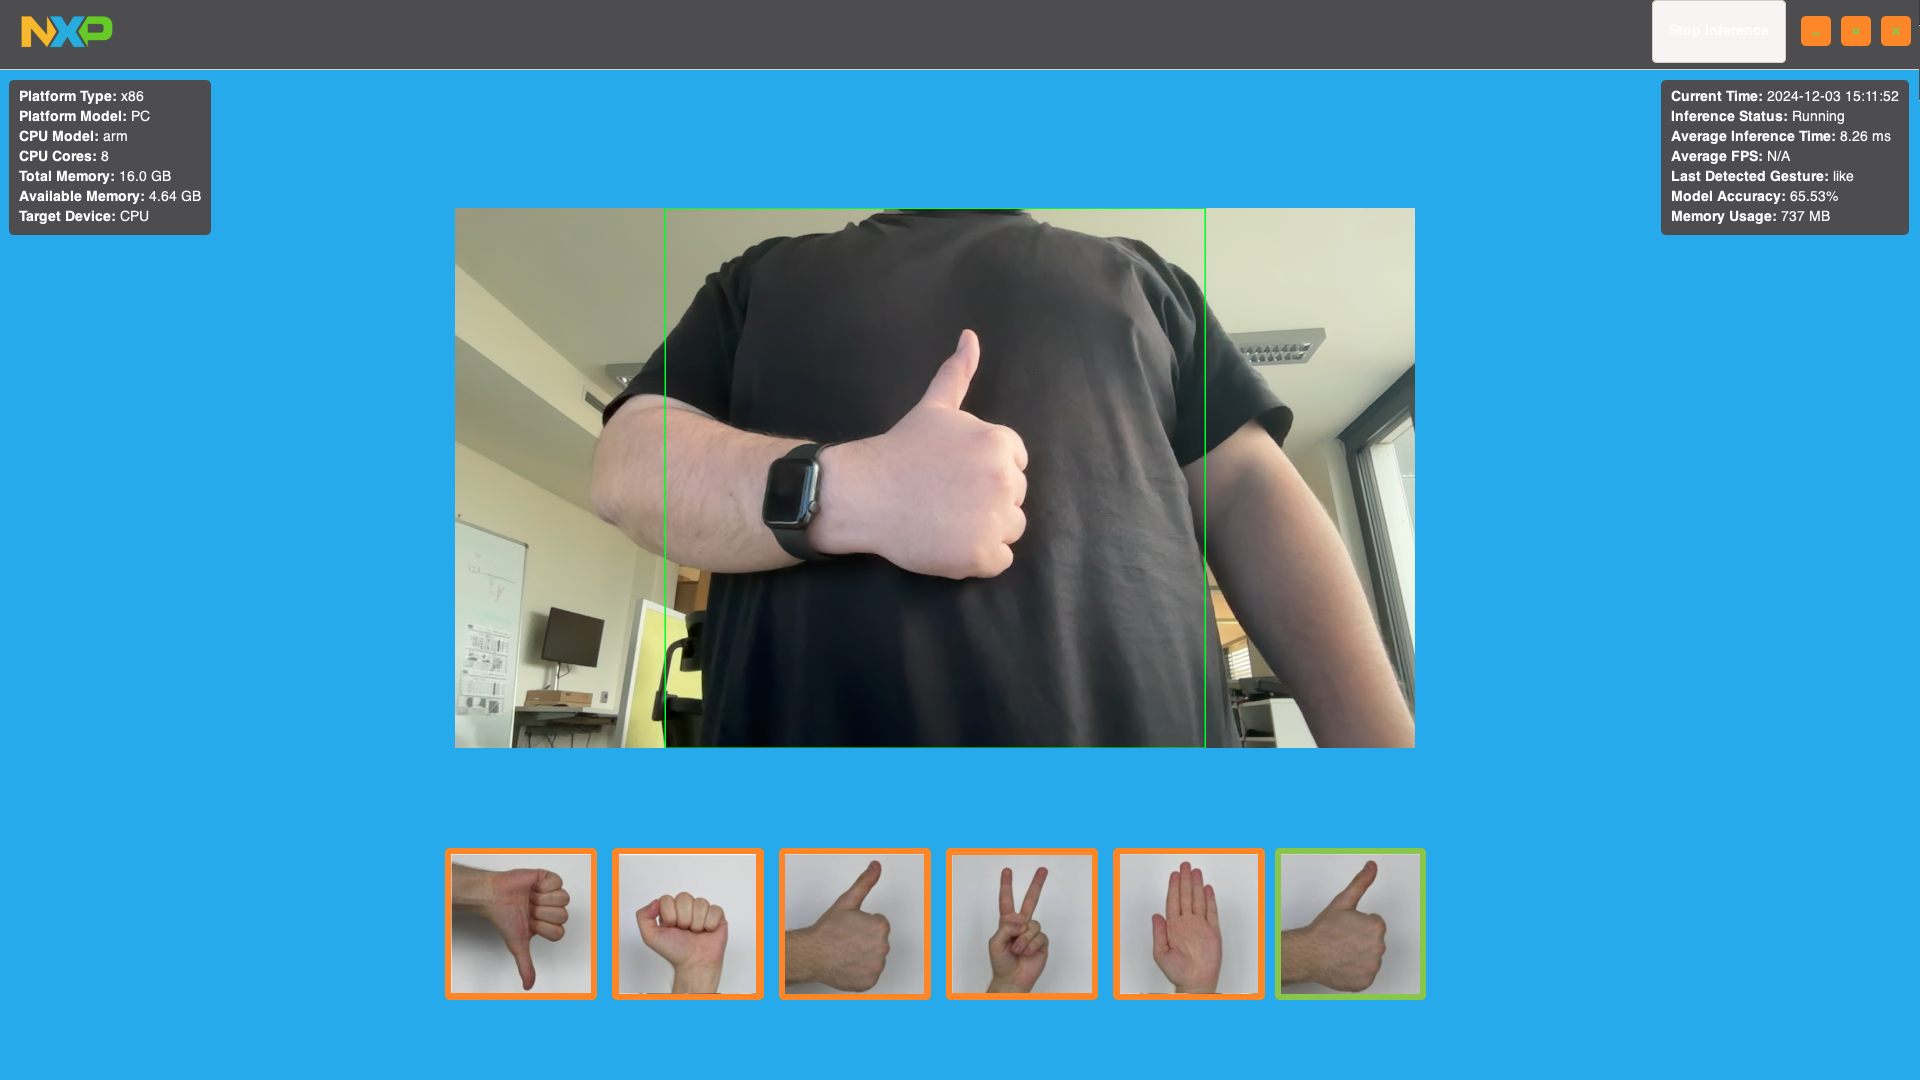 NXP
Stop Inference
Platform Type: x86
Platform Model: PC
CPU Model: arm
CPU Cores: 8
Total Memory: 16.0 GB
Available Memory: 4.64 GB
Target Device: CPU
Current Time: 2024-12-03 15:11:52
Inference Status: Running
Average Inference Time: 8.26 ms
Average FPS: N/A
Last Detected Gesture: like
Model Accuracy: 65.53%
Memory Usage: 737 MB